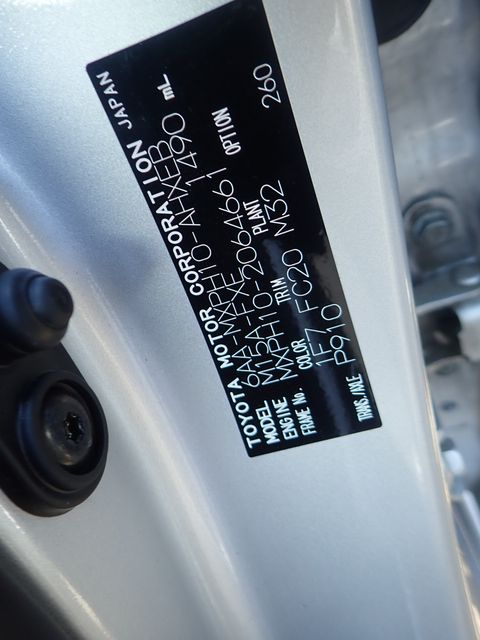 TOYOTA MOTOR CORPORATION JAPAN
MODEL 6AA-MXPH10-AHXEB
ENGINE M15A-FXE 1490 mL
FRAME No. MXPH10-2064661
COLOR TRIM PLANT OPTION
1F7 FC20 M32 260
TRNS/AXLE P910